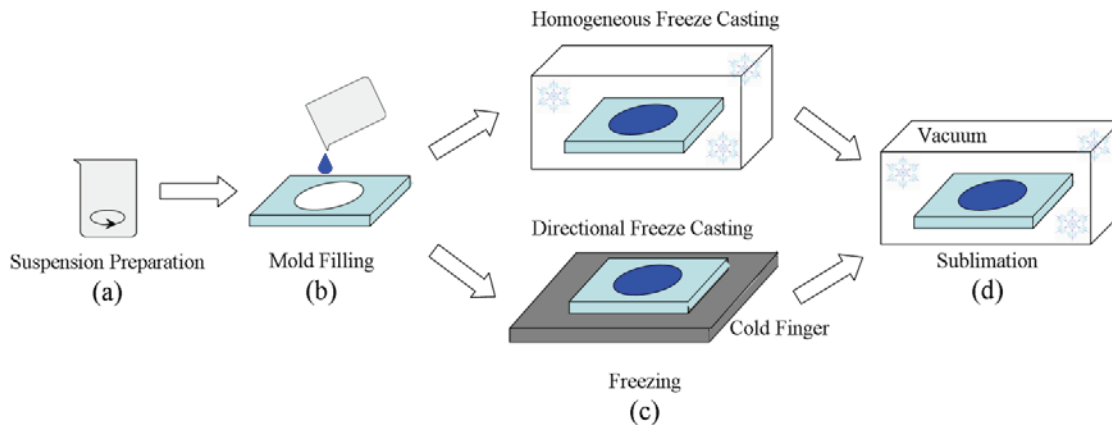 Homogeneous Freeze Casting
Vacuum
Suspension Preparation
(a)
Mold Filling
(b)
Directional Freeze Casting
Cold Finger
Freezing
(c)
Sublimation
(d)